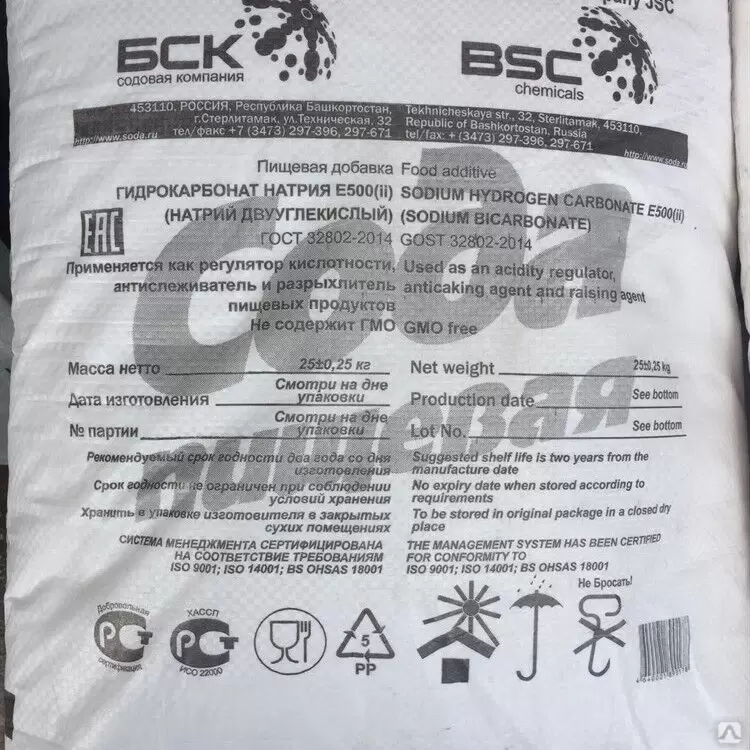 pany JSC
БСК
содовая компания
BSC
chemicals
453110, РОССИЯ, Республика Башкортостан,
г.Стерлитамак, ул.Техническая, 32
http://www.soda.ru тел/факс +7 (3473) 297-396, 297-671
Tekhnicheskaya str., 32, Sterlitamak, 453110,
Republic of Bashkortostan, Russia
tel/fax: + (3473) 297-396, 297-671
http://www.soda.ru
Сода
пищевая
Пищевая добавка
ГИДРОКАРБОНАТ НАТРИЯ Е500(ii)
(НАТРИЙ ДВУУГЛЕКИСЛЫЙ)
ГОСТ 32802-2014
Food additive
SODIUM HYDROGEN CARBONATE E500(ii)
(SODIUM BICARBONATE)
GOST 32802-2014
EAC
Применяется как регулятор кислотности,
антислеживатель и разрыхлитель
пищевых продуктов
Не содержит ГМО
Used as an acidity regulator,
anticaking agent and raising agent
GMO free
Масса нетто 25±0,25 кг
Дата изготовления Смотри на дне упаковки
№ партии Смотри на дне упаковки
Net weight 25±0,25 kg
Production date See bottom
Lot No. See bottom
Рекомендуемый срок годности два года со дня
изготовления
Срок годности не ограничен при соблюдении
условий хранения
Хранить в упаковке изготовителя в закрытых
сухих помещениях
Suggested shelf life is two years from the
manufacture date
No expiry date when stored according to
requirements
To be stored in original package in a closed dry
place
СИСТЕМА МЕНЕДЖМЕНТА СЕРТИФИЦИРОВАНА
НА СООТВЕТСТВИЕ ТРЕБОВАНИЯМ
ISO 9001; ISO 14001; BS OHSAS 18001
THE MANAGEMENT SYSTEM HAS BEEN CERTIFIED
FOR CONFORMITY TO
ISO 9001; ISO 14001; BS OHSAS 18001
Не Бросать!
Добровольная
РСТ
сертификация
ХАССП
РСТ
ИСО 22000
5
PP